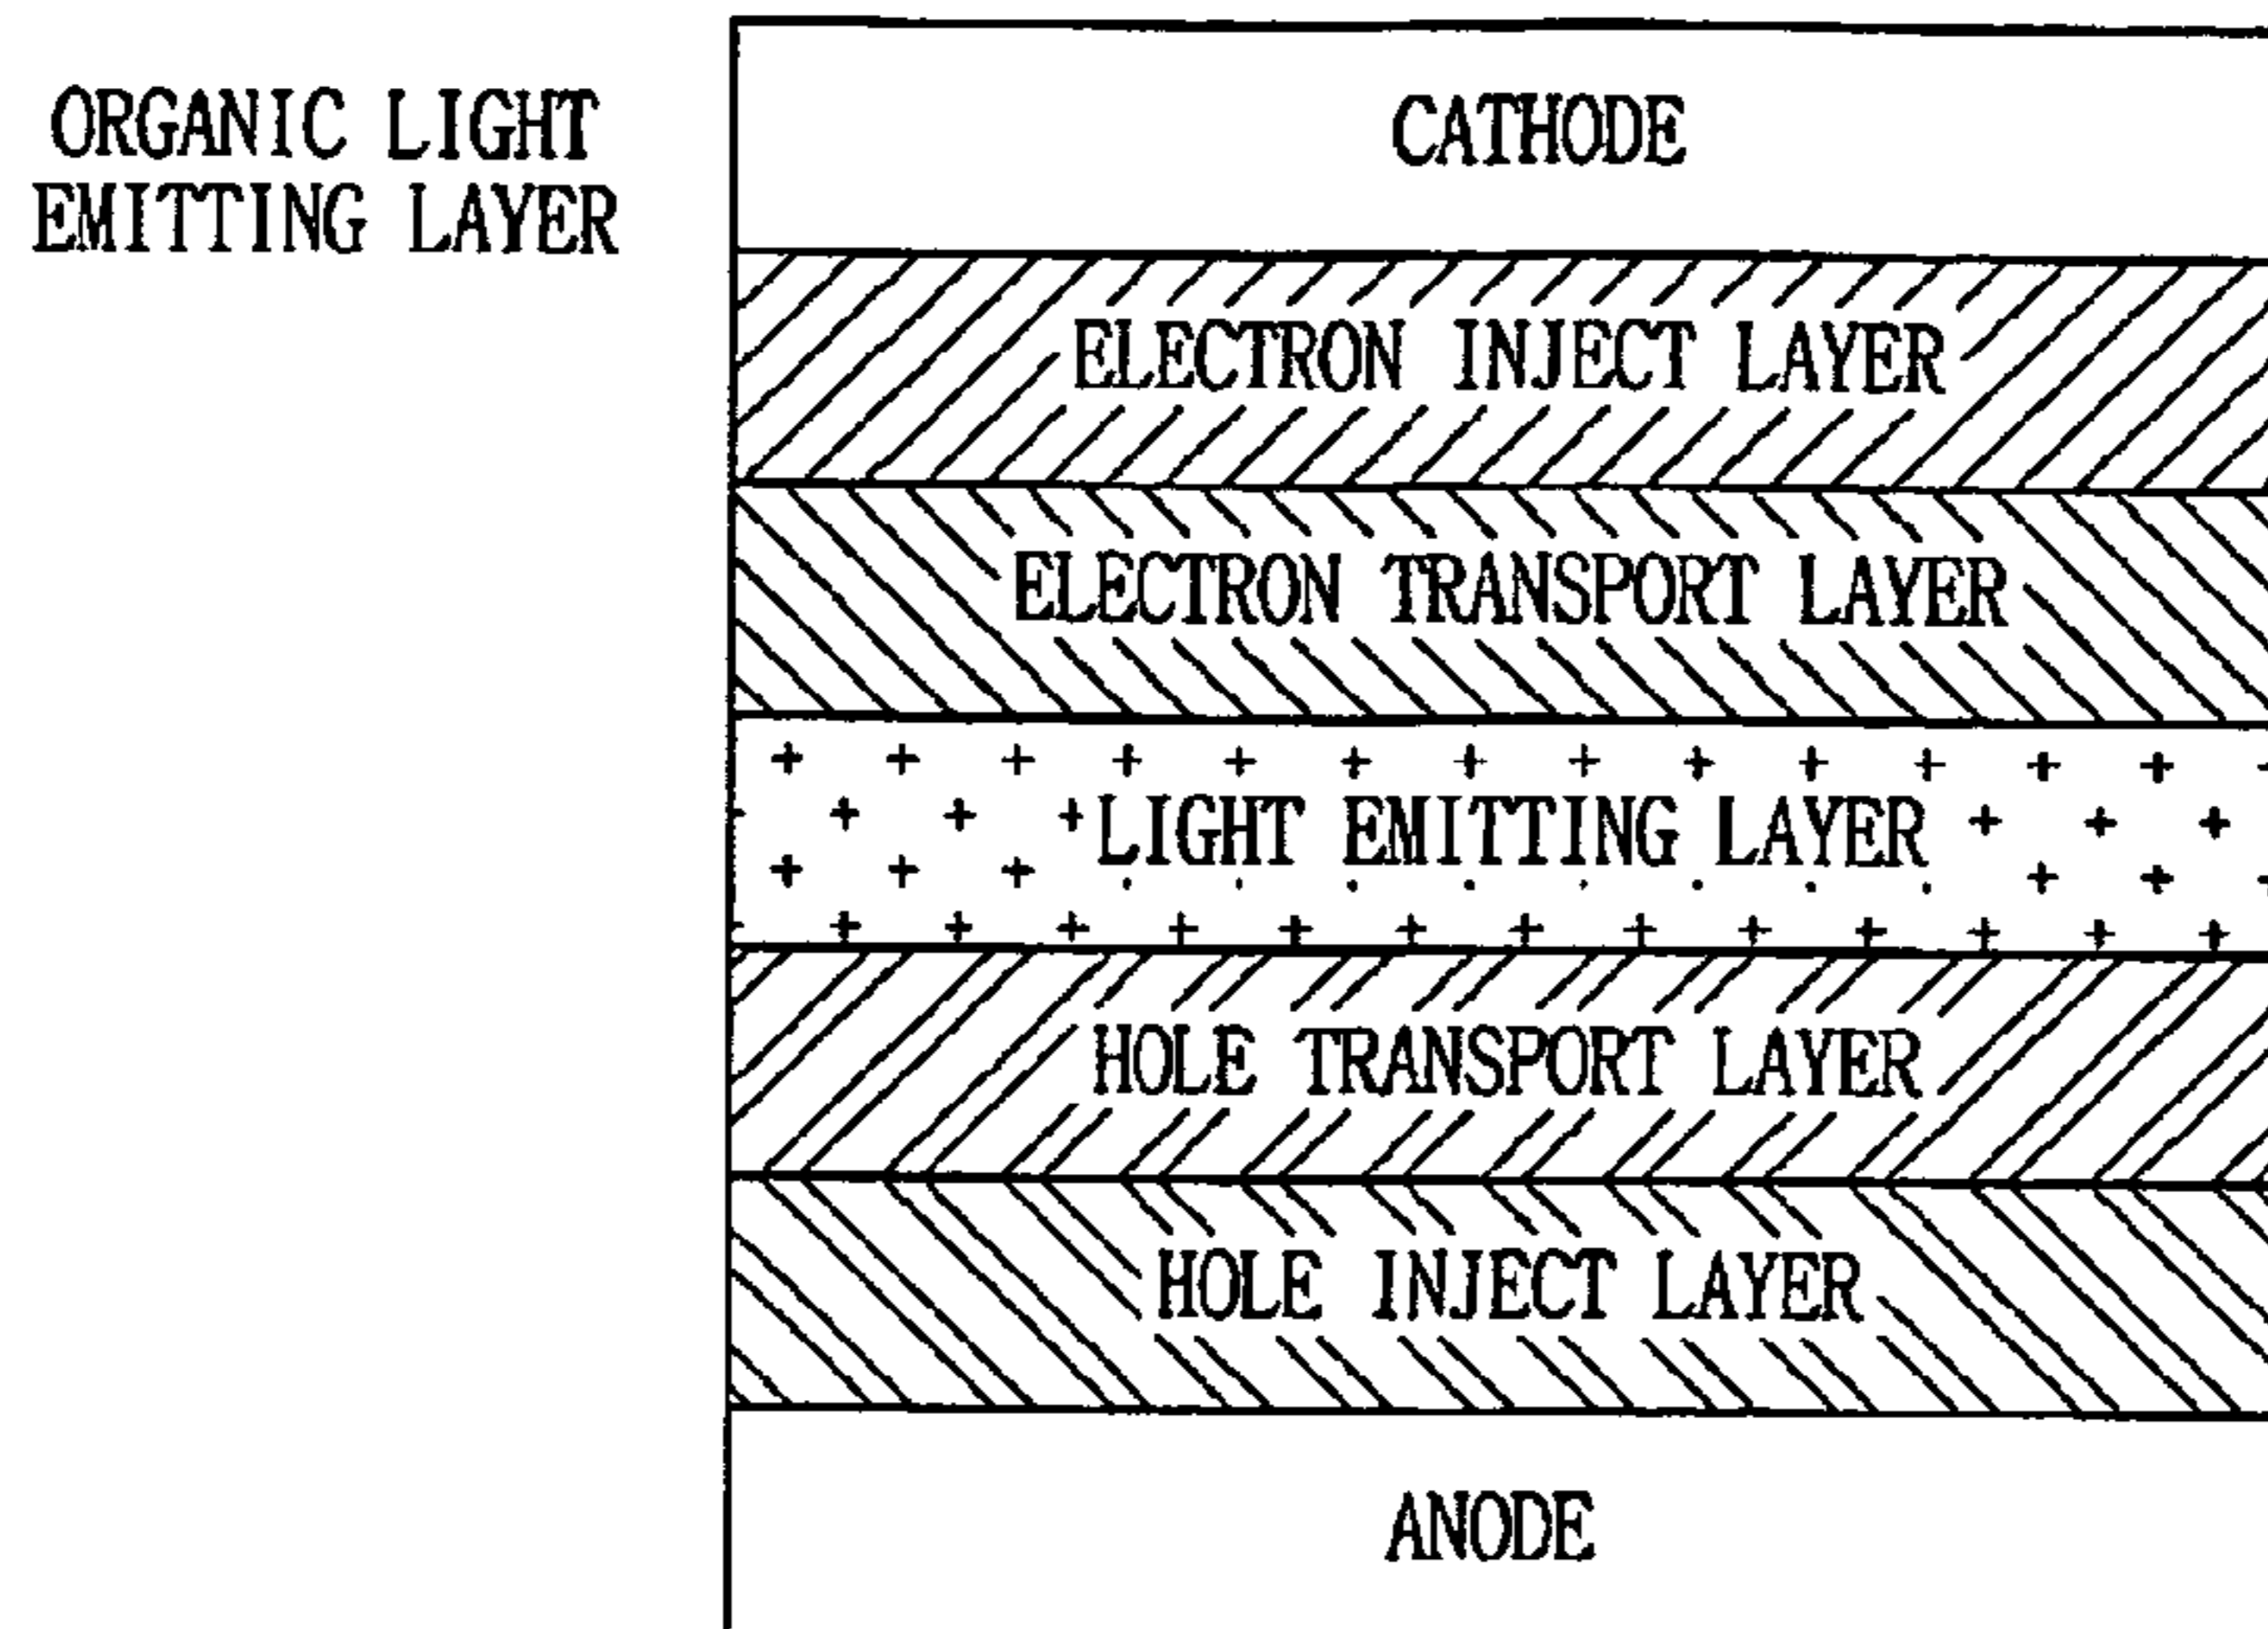 ORGANIC LIGHT
EMITTING LAYER
CATHODE
ELECTRON INJECT LAYER
ELECTRON TRANSPORT LAYER
LIGHT EMITTING LAYER
HOLE TRANSPORT LAYER
HOLE INJECT LAYER
ANODE